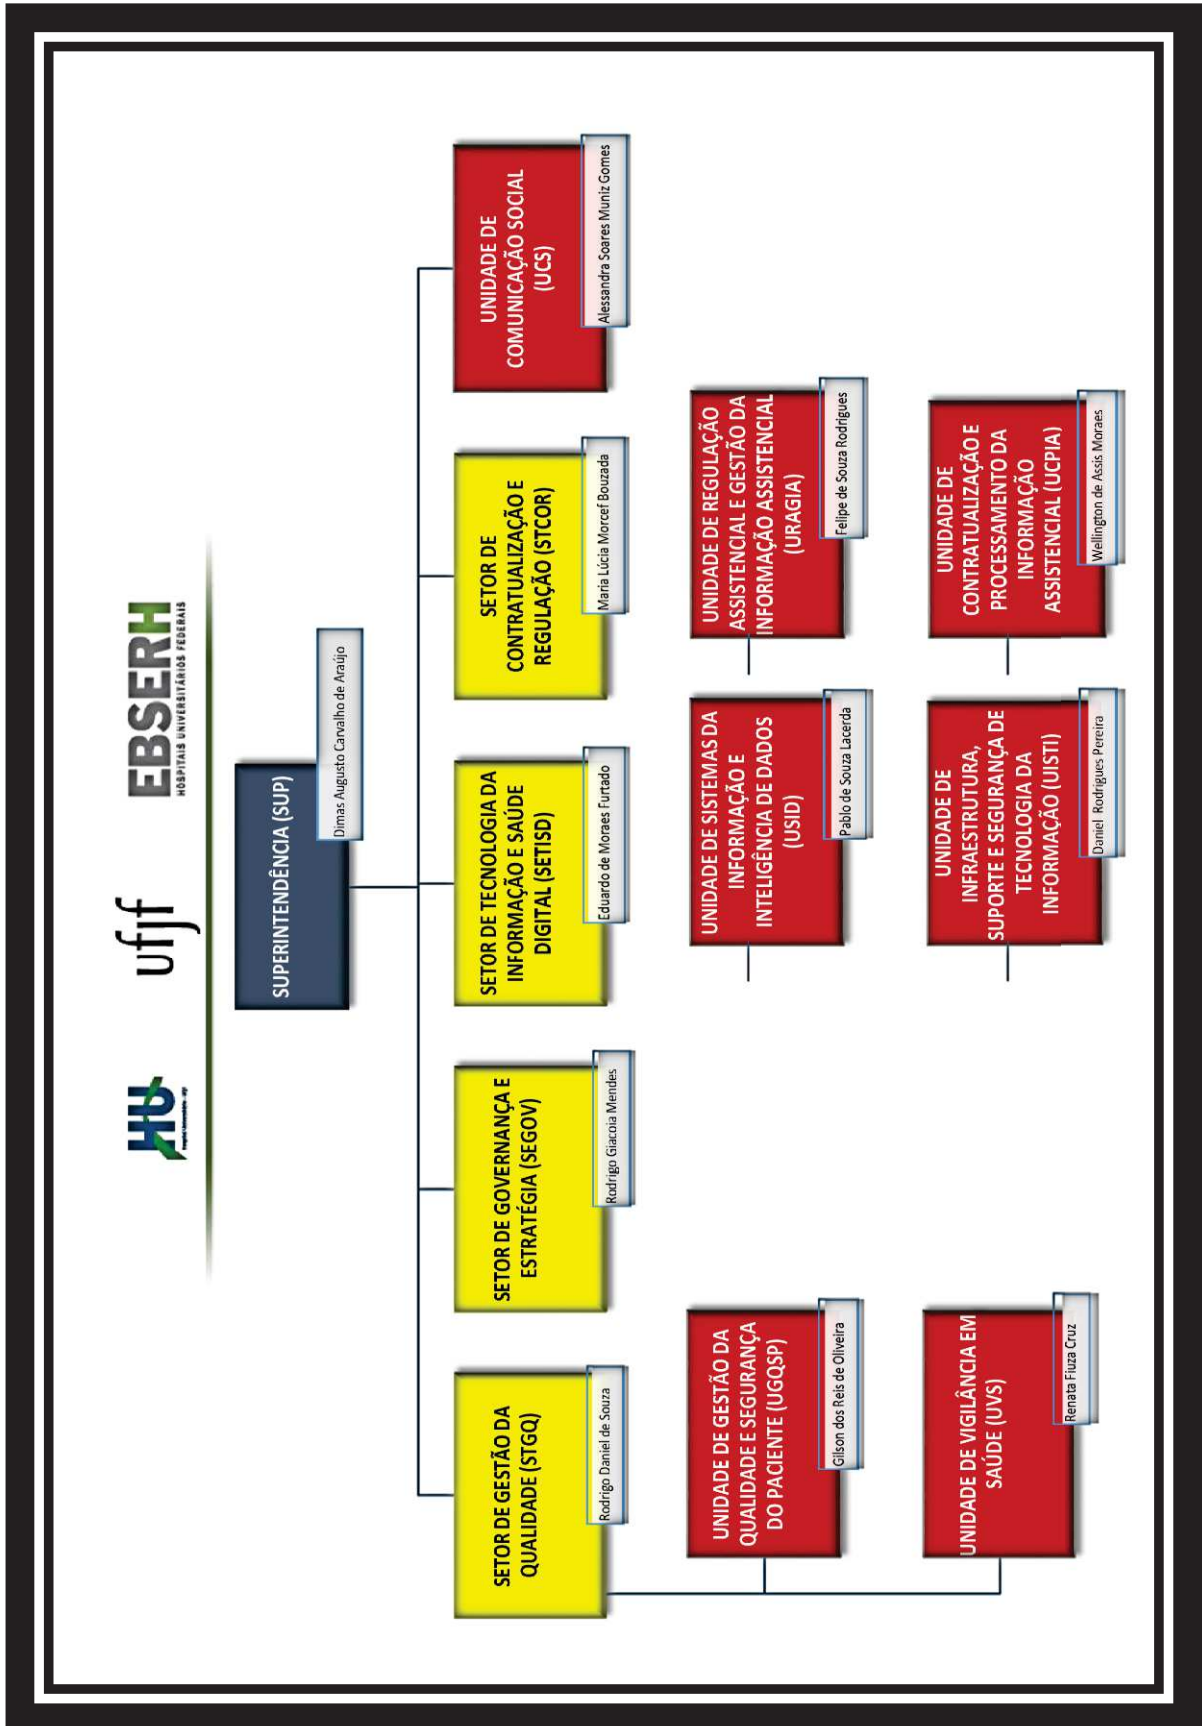 HU
ufjf
EBSERH
HOSPITAIS UNIVERSITÁRIOS FEDERAIS
SUPERINTENDÊNCIA (SUP)
Dimas Augusto Carvalho de Araújo
SETOR DE GESTÃO DA
QUALIDADE (STGQ)
Rodrigo Daniel de Souza
SETOR DE GOVERNANÇA E
ESTRATÉGIA (SEGOV)
Rodrigo Giacoia Mendes
SETOR DE TECNOLOGIA DA
INFORMAÇÃO E SAÚDE
DIGITAL (SETISD)
Eduardo de Moraes Furtado
SETOR DE
CONTRATUALIZAÇÃO E
REGULAÇÃO (STCOR)
Maria Lúcia Morcef Bouzada
UNIDADE DE
COMUNICAÇÃO SOCIAL
(UCS)
Alessandra Soares Muniz Gomes
UNIDADE DE GESTÃO DA
QUALIDADE E SEGURANÇA
DO PACIENTE (UGQSP)
Gilson dos Reis de Oliveira
UNIDADE DE SISTEMAS DA
INFORMAÇÃO E
INTELIGÊNCIA DE DADOS
(USID)
Pablo de Souza Lacerda
UNIDADE DE REGULAÇÃO
ASSISTENCIAL E GESTÃO DA
INFORMAÇÃO ASSISTENCIAL
(URAGIA)
Felipe de Souza Rodrigues
UNIDADE DE VIGILÂNCIA EM
SAÚDE (UVS)
Renata Fiuza Cruz
UNIDADE DE
INFRAESTRUTURA,
SUPORTE E SEGURANÇA DE
TECNOLOGIA DA
INFORMAÇÃO (UISTI)
Daniel Rodrigues Pereira
UNIDADE DE
CONTRATUALIZAÇÃO E
PROCESSAMENTO DA
INFORMAÇÃO
ASSISTENCIAL (UCPIA)
Wellington de Assis Moraes